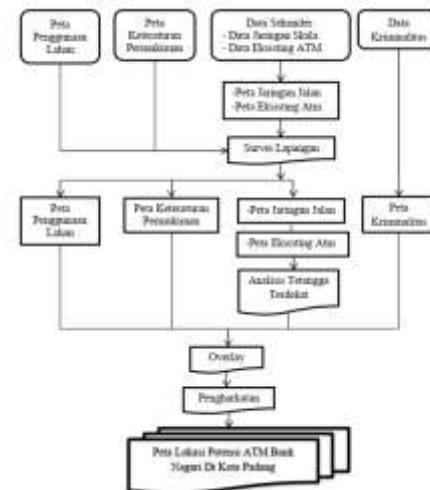 Peta
Penggunaan
Lahan
Peta
Keteraturan
Permukiman
Data Sekunder
- Data Jaringan Skala
- Data Eksisting ATM
Data
Kriminalitas
-Peta Jaringan Jalan
-Peta Eksisting Atm
Survei Lapangan
Peta
Penggunaan
Lahan
Peta Keteraturan
Permukiman
-Peta Jaringan Jalan
-Peta Eksisting Atm
Analisis Tetangga
Terdekat
Peta
Kriminalitas
Overlay
Pengharkatan
Peta Lokasi Potensi ATM Bank
Nagari Di Kota Padang